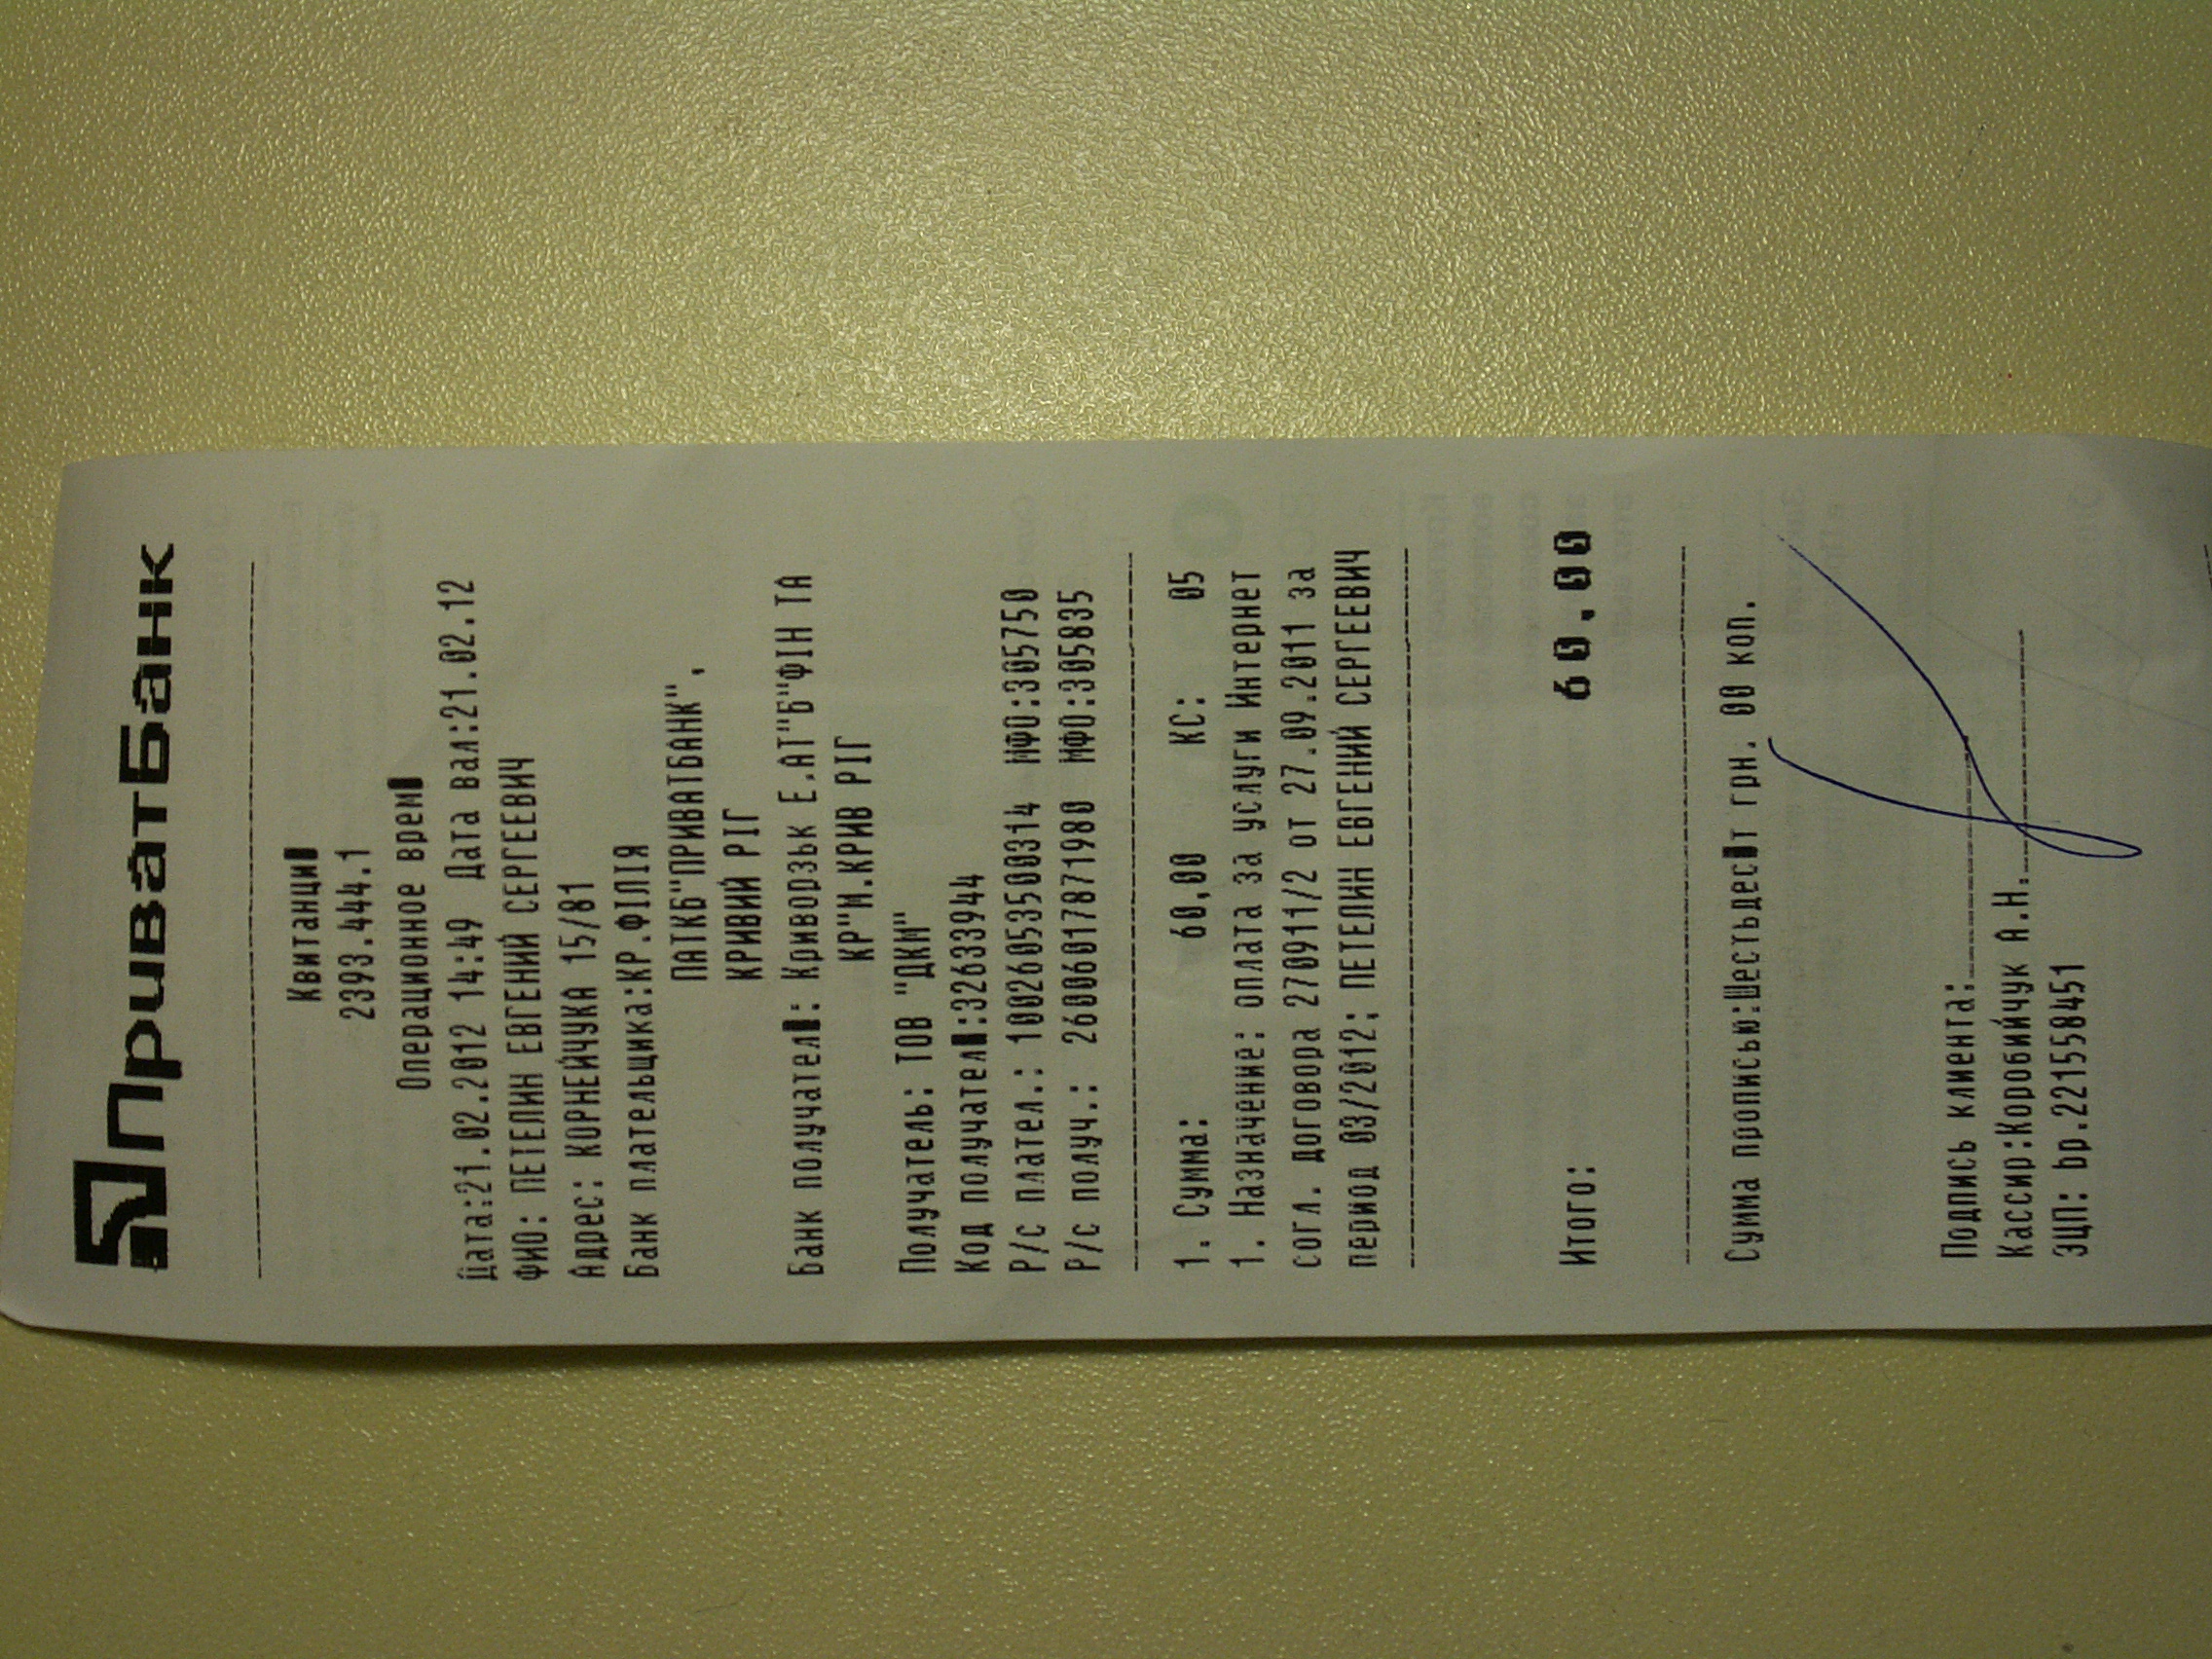 ПриватБанк
Квитанци
2393.444.1
Операционное врем
Дата:21.02.2012 14:49 Дата вал:21.02.12
ФИО: ПЕТЕЛИН ЕВГЕНИЙ СЕРГЕЕВИЧ
Адрес: КОРНЕЙЧУКА 15/81
Банк плательщика:КР.ФІЛІЯ
ПАТКБ"ПРИВАТБАНК",
КРИВИЙ РІГ
Банк получател: Криворзьк Е.АТ"Б"ФІН ТА
КР"М.КРИВ РІГ
Получатель: ТОВ "ДКМ"
Код получател:32633944
Р/с плател.: 10026053500314 МФО:305750
Р/с получ.: 26006017871980 МФО:305835
1. Сумма: 60,00 КС: 05
1. Назначение: оплата за услуги Интернет
согл. договора 270911/2 от 27.09.2011 за
период 03/2012; ПЕТЕЛИН ЕВГЕНИЙ СЕРГЕЕВИЧ
Итого: 60.00
Сумма прописью:Шестьдест грн. 00 коп.
Подпись клиента:
Кассир:Коробійчук А.Н.
ЭЦП: bp.221558451